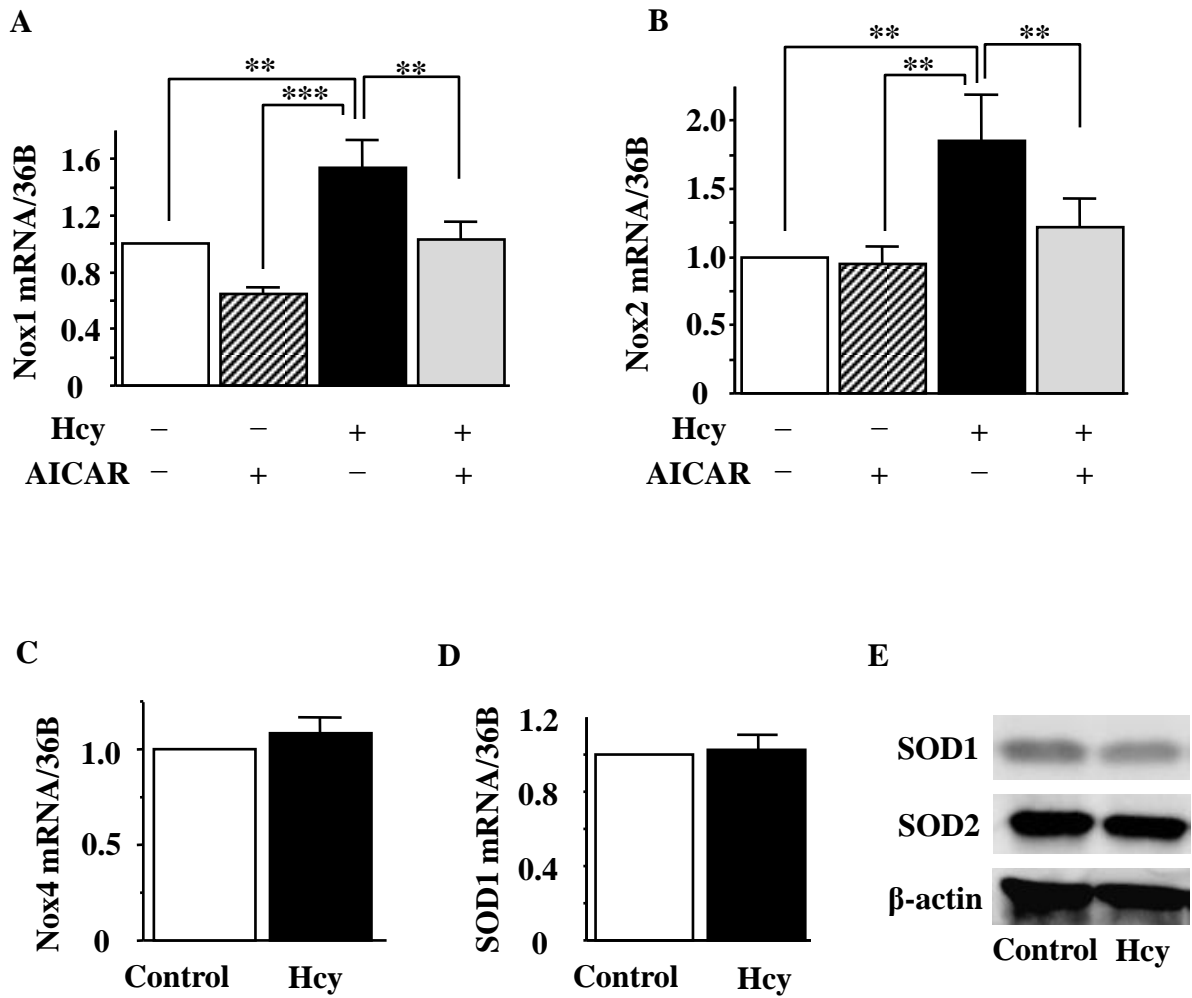 A
B
** **
***
** **
**
Nox1 mRNA/36B
1.6
1.2
0.8
0.4
0
Hcy − − + +
AICAR − + − +
Nox2 mRNA/36B
2.0
1.5
1.0
0.5
0
Hcy − − + +
AICAR − + − +
C
Nox4 mRNA/36B
1.0
0.5
0
Control Hcy
D
SOD1 mRNA/36B
1.2
0.8
0.4
0
Control Hcy
E
SOD1
SOD2
β-actin
Control Hcy